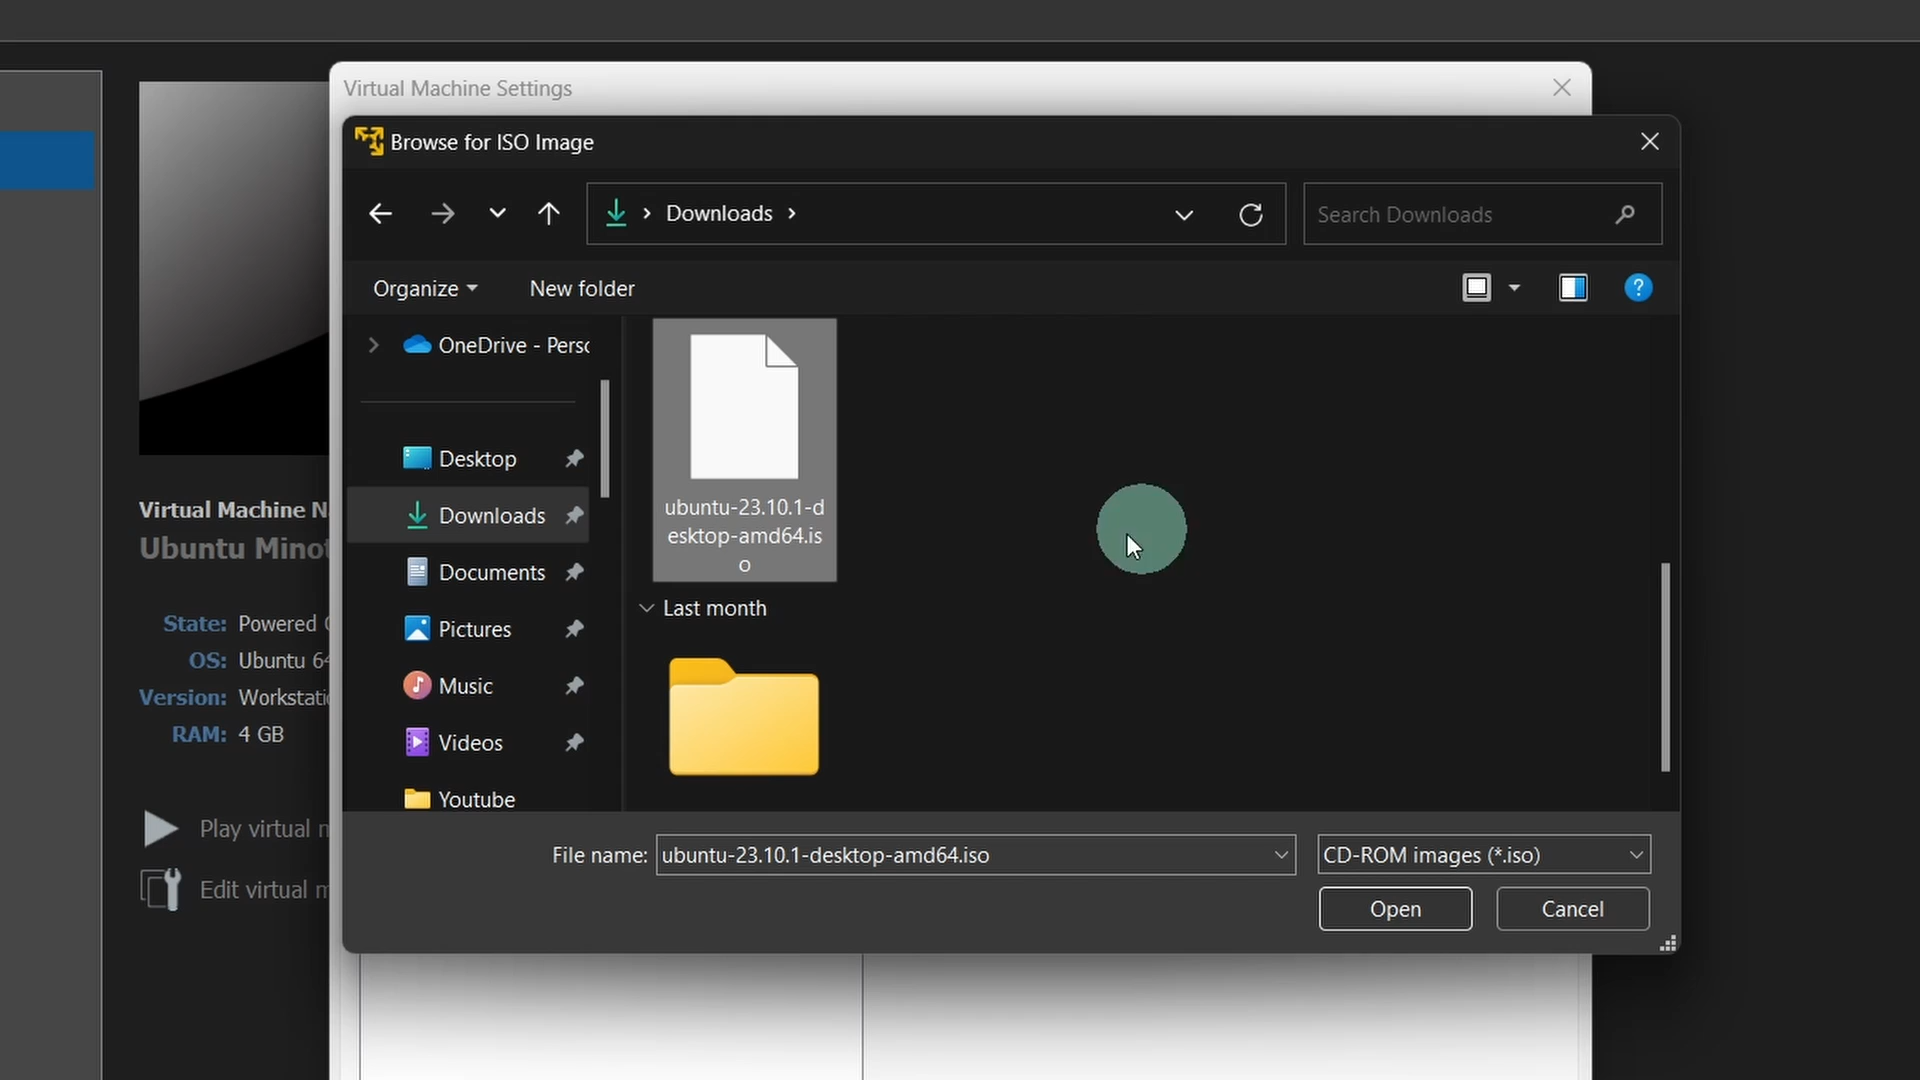 Virtual Machine Settings
Browse for ISO Image
Downloads
Search Downloads
Organize
New folder
?
OneDrive - Pers
Desktop
Downloads
Documents
Pictures
Music
Videos
Youtube
ubuntu-23.10.1-d
esktop-amd64.is
o
Last month
File name: ubuntu-23.10.1-desktop-amd64.iso
CD-ROM images (*.iso)
Open
Cancel
Virtual Machine N
Ubuntu Mino
State: Powered
OS: Ubuntu 64
Version: Workstati
RAM: 4 GB
Play virtual
Edit virtual